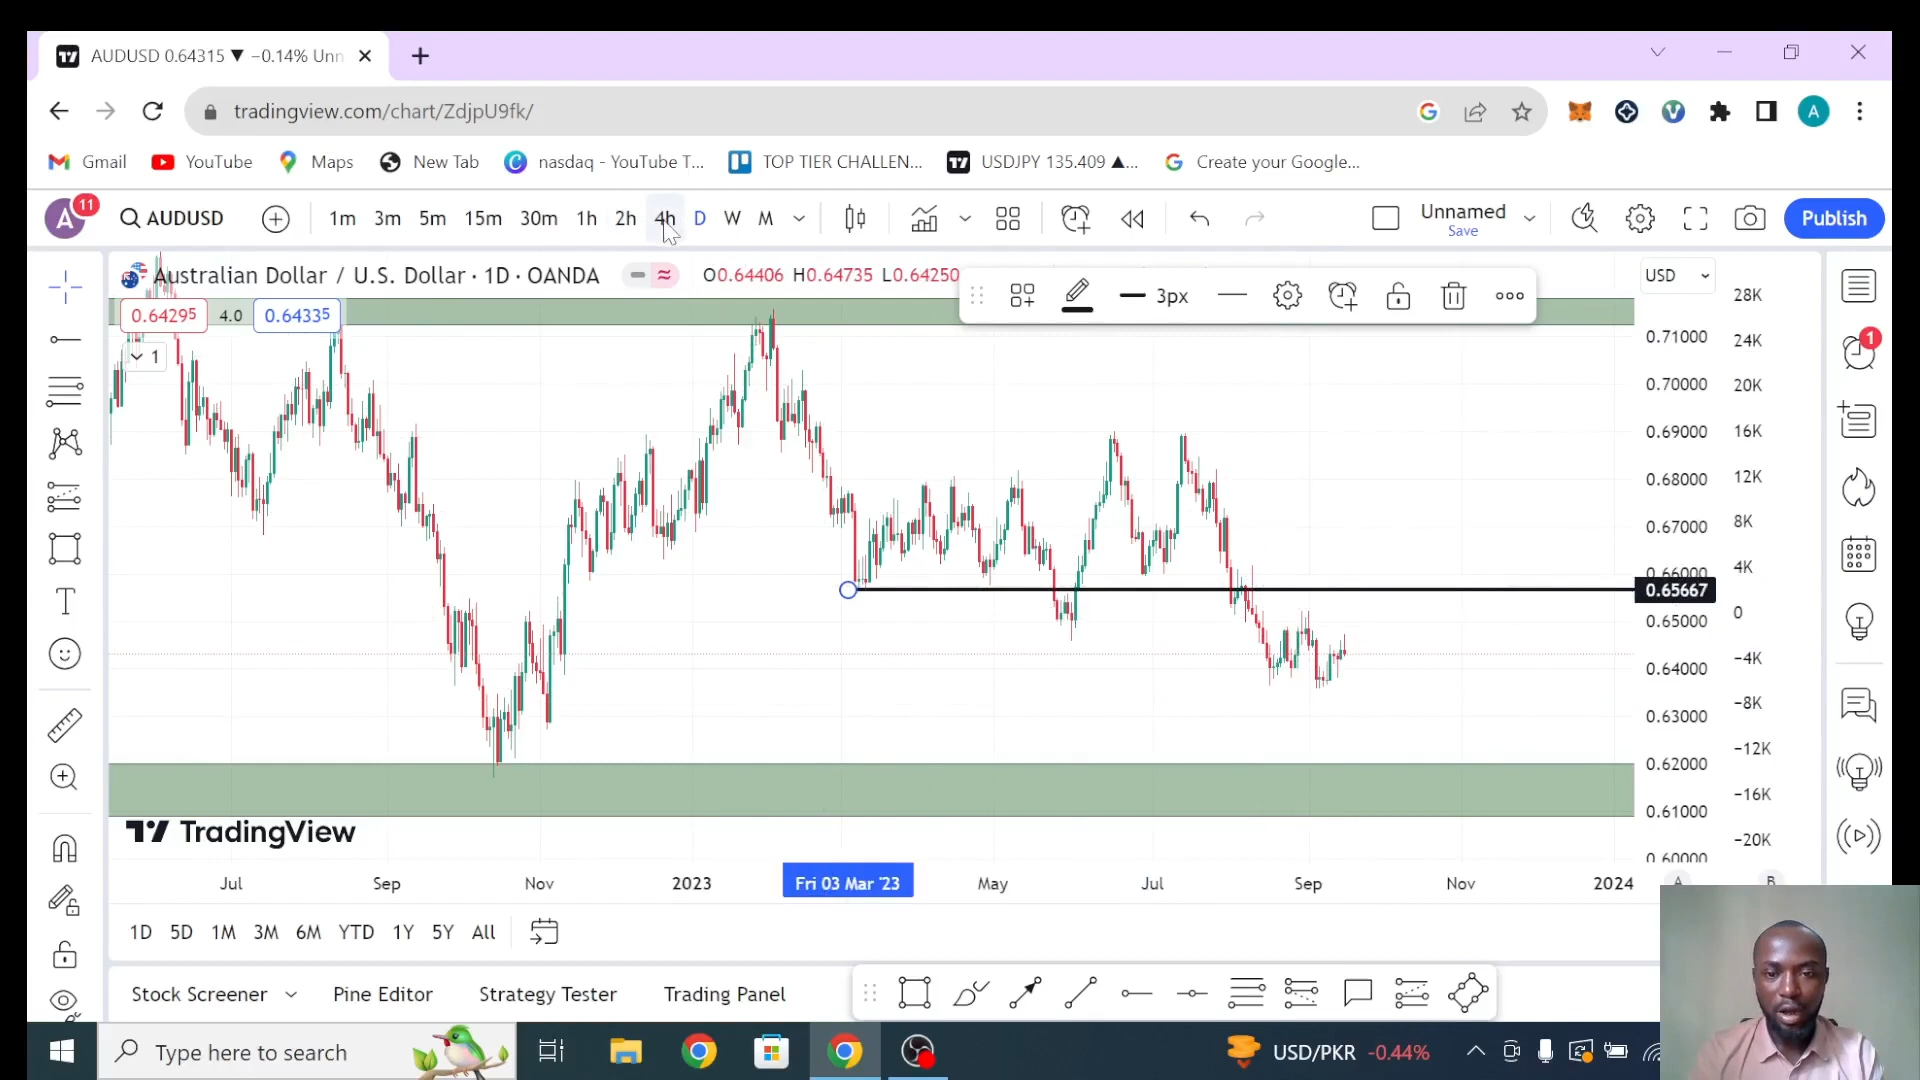 AUDUSD 0.64315 ▼ −0.14% Unn
tradingview.com/chart/ZdjpU9fk/
A
Gmail YouTube Maps New Tab nasdaq - YouTube T... TOP TIER CHALLEN... USDJPY 135.409 ▲... Create your Google...
A 11 AUDUSD 1m 3m 5m 15m 30m 1h 2h 4h D W M Unnamed Save Publish
Australian Dollar / U.S. Dollar · 1D · OANDA O0.64406 H0.64735 L0.64250
USD
0.64295 4.0 0.64335
3px
1
1
28K
0.71000 24K
0.70000 20K
0.69000 16K
0.68000 12K
0.67000 8K
0.66000 4K
0.65667
0.65000 0
−4K
0.64000
−8K
0.63000
−12K
0.62000
−16K
0.61000
−20K
0.60000
TradingView
Jul Sep Nov 2023 Fri 03 Mar '23 May Jul Sep Nov 2024 A B
1D 5D 1M 3M 6M YTD 1Y 5Y All
Stock Screener Pine Editor Strategy Tester Trading Panel
Type here to search
USD/PKR -0.44%